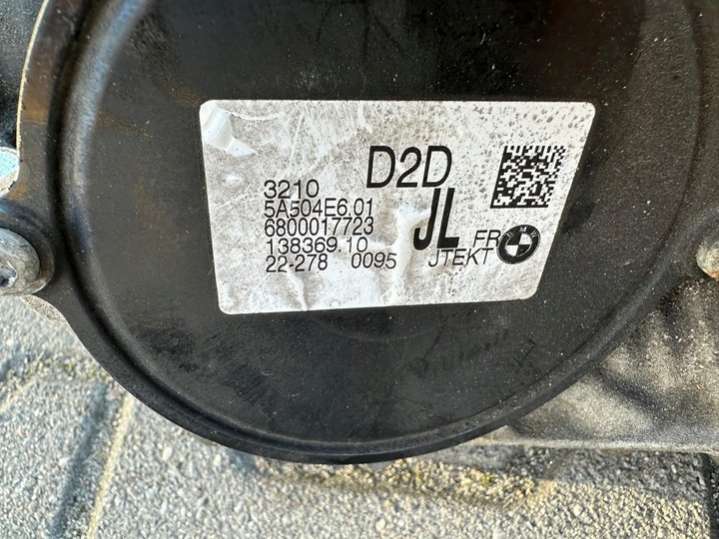 3210 D2D
5A504E6.01
6800017723 JL FR
138369.10
22-278 0095 JTEKT